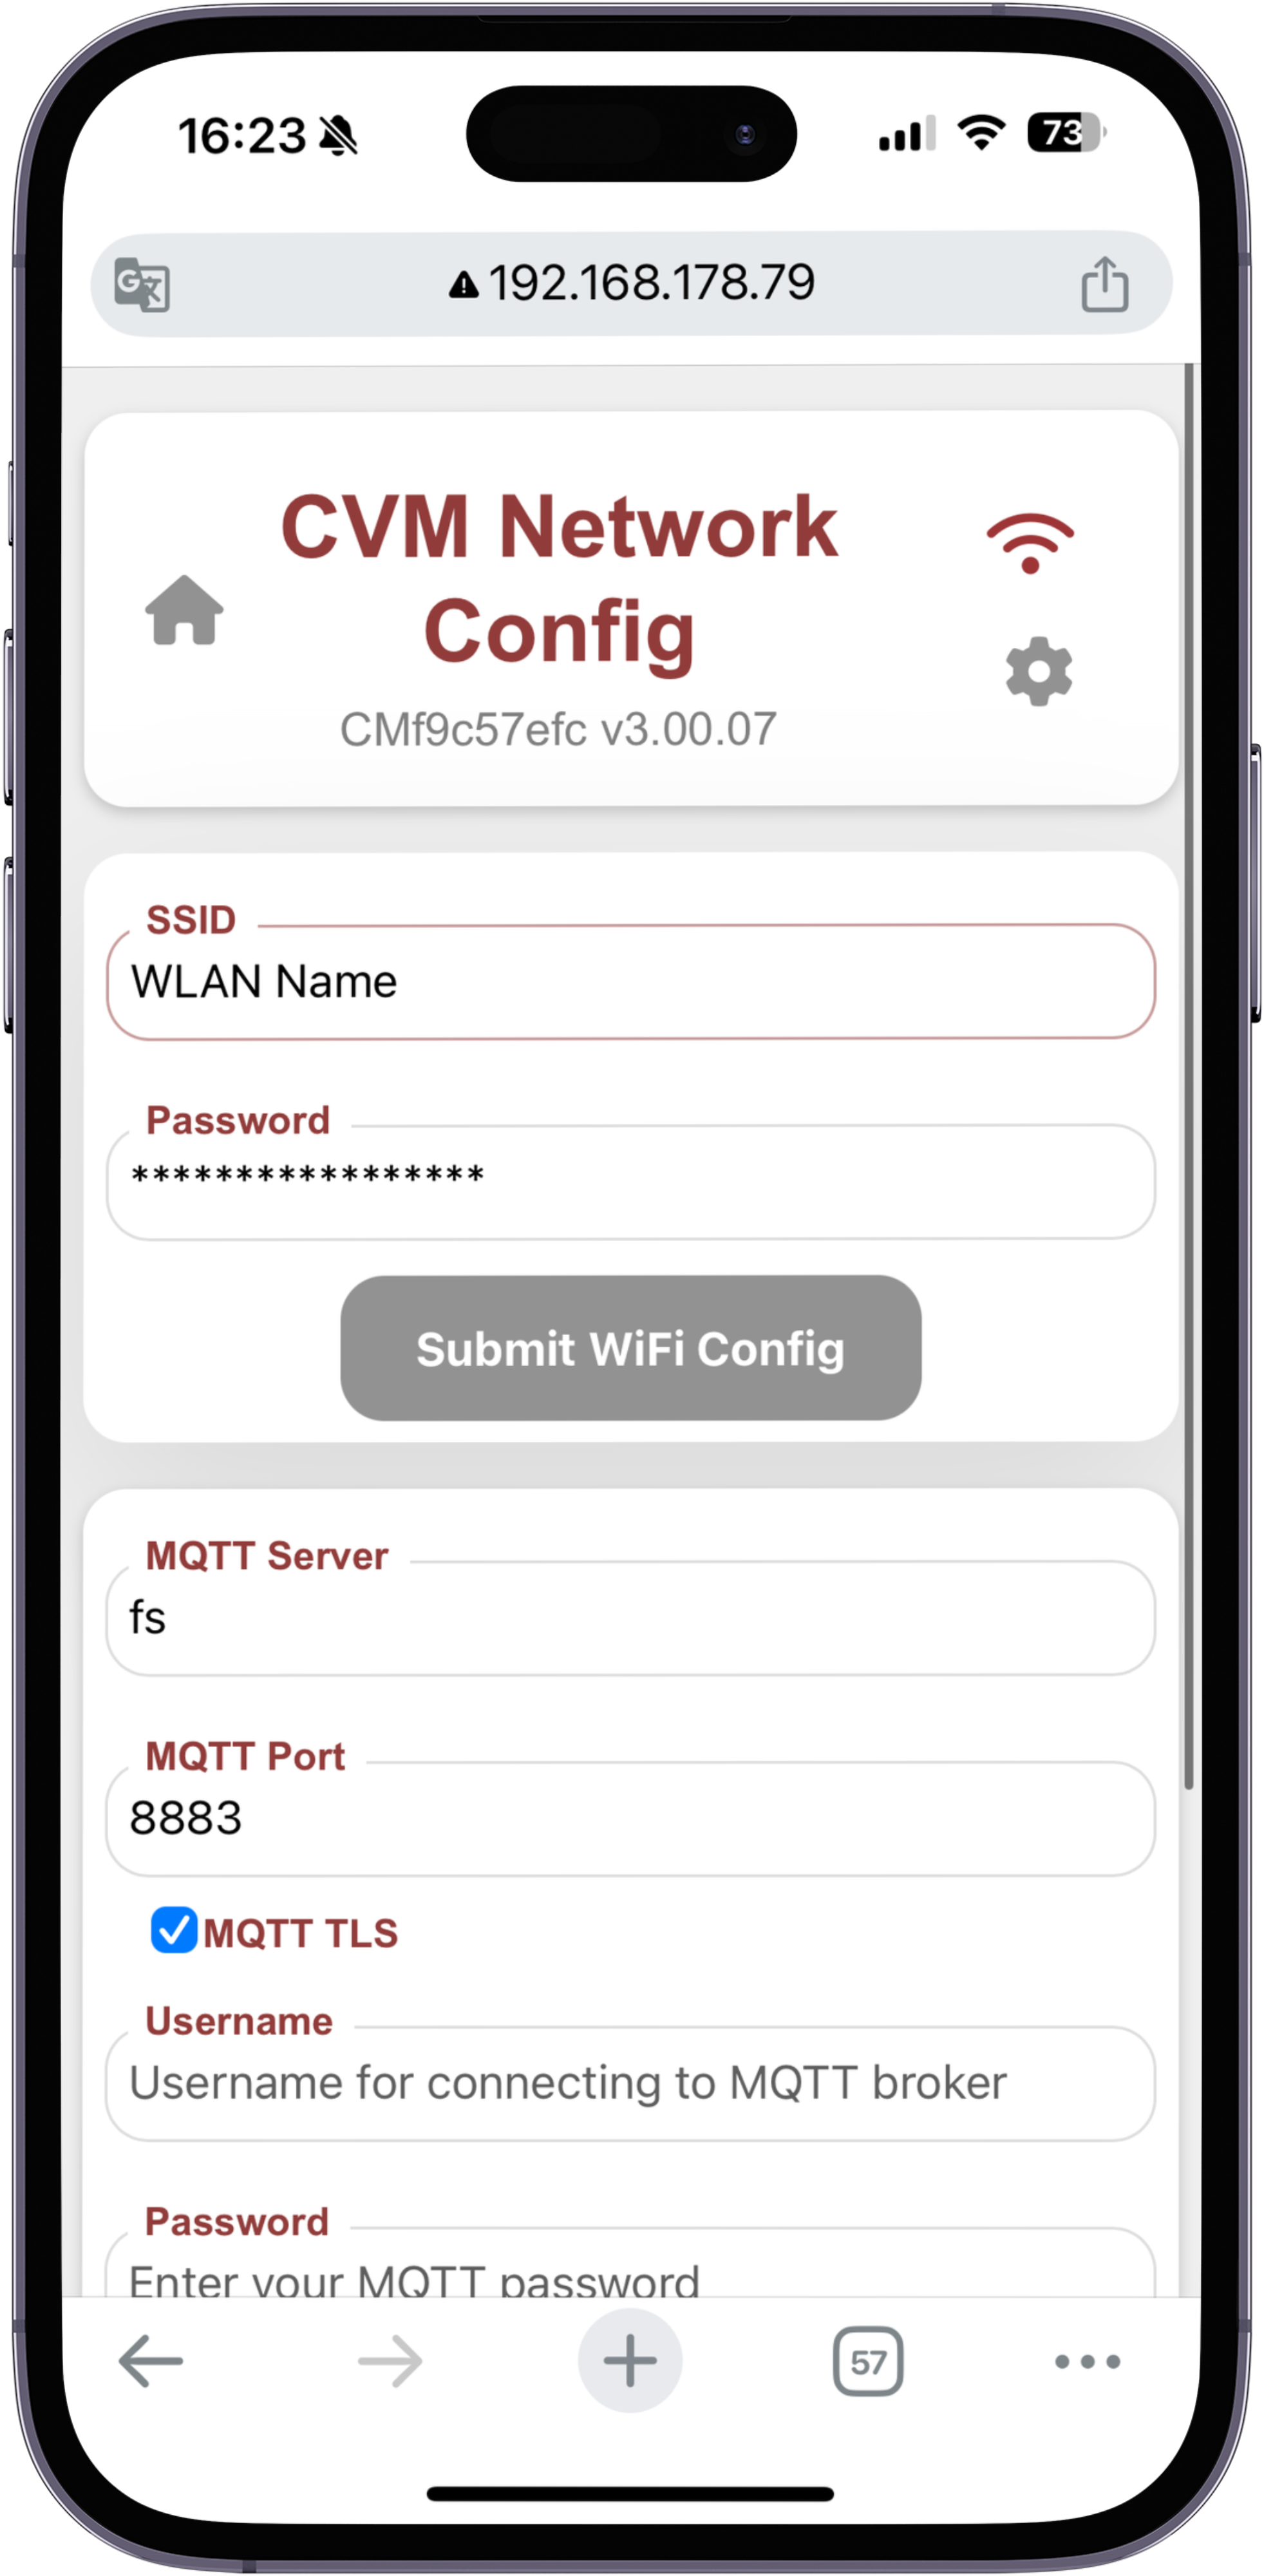 16:23
73
192.168.178.79
CVM Network
Config
CMf9c57efc v3.00.07
SSID
WLAN Name
Password
*****************
Submit WiFi Config
MQTT Server
fs
MQTT Port
8883
MQTT TLS
Username
Username for connecting to MQTT broker
Password
Enter your MQTT password
57